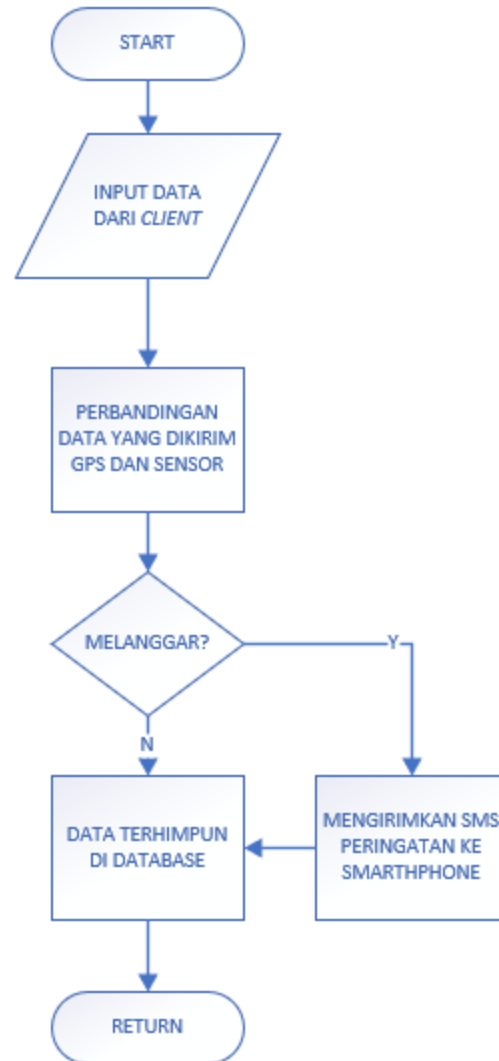 START
INPUT DATA
DARI CLIENT
PERBANDINGAN
DATA YANG DIKIRIM
GPS DAN SENSOR
MELANGGAR?
Y
N
DATA TERHIMPUN
DI DATABASE
MENGIRIMKAN SMS
PERINGATAN KE
SMARTHPHONE
RETURN